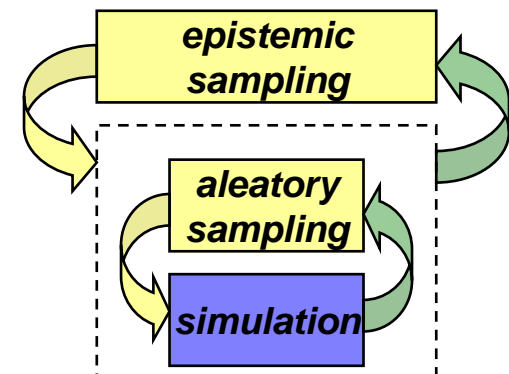 epistemic
sampling
aleatory
sampling
simulation